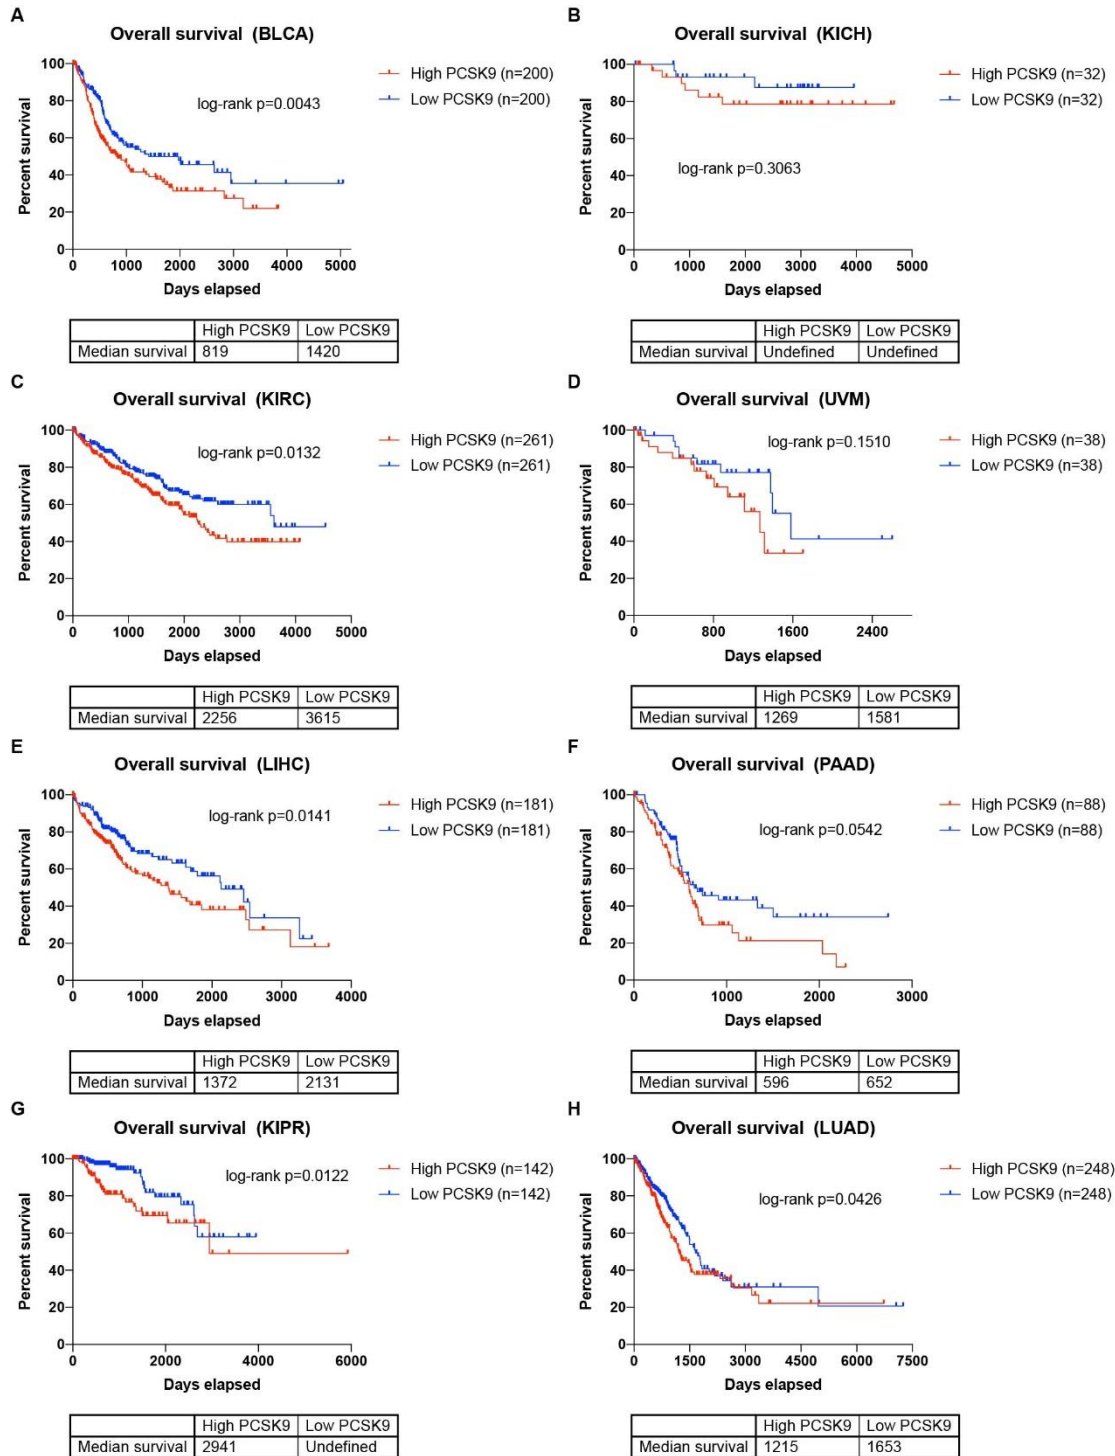 A
Overall survival (BLCA)
100
80
60
40
20
0
Percent survival
0 1000 2000 3000 4000 5000
Days elapsed
log-rank p=0.0043
High PCSK9 (n=200)
Low PCSK9 (n=200)
High PCSK9 Low PCSK9
Median survival 819 1420
B
Overall survival (KICH)
100
80
60
40
20
0
Percent survival
0 1000 2000 3000 4000 5000
Days elapsed
log-rank p=0.3063
High PCSK9 (n=32)
Low PCSK9 (n=32)
High PCSK9 Low PCSK9
Median survival Undefined Undefined
C
Overall survival (KIRC)
100
80
60
40
20
0
Percent survival
0 1000 2000 3000 4000 5000
Days elapsed
log-rank p=0.0132
High PCSK9 (n=261)
Low PCSK9 (n=261)
High PCSK9 Low PCSK9
Median survival 2256 3615
D
Overall survival (UVM)
100
80
60
40
20
0
Percent survival
0 800 1600 2400
Days elapsed
log-rank p=0.1510
High PCSK9 (n=38)
Low PCSK9 (n=38)
High PCSK9 Low PCSK9
Median survival 1269 1581
E
Overall survival (LIHC)
100
80
60
40
20
0
Percent survival
0 1000 2000 3000 4000
Days elapsed
log-rank p=0.0141
High PCSK9 (n=181)
Low PCSK9 (n=181)
High PCSK9 Low PCSK9
Median survival 1372 2131
F
Overall survival (PAAD)
100
80
60
40
20
0
Percent survival
0 1000 2000 3000
Days elapsed
log-rank p=0.0542
High PCSK9 (n=88)
Low PCSK9 (n=88)
High PCSK9 Low PCSK9
Median survival 596 652
G
Overall survival (KIPR)
100
80
60
40
20
0
Percent survival
0 2000 4000 6000
Days elapsed
log-rank p=0.0122
High PCSK9 (n=142)
Low PCSK9 (n=142)
High PCSK9 Low PCSK9
Median survival 2941 Undefined
H
Overall survival (LUAD)
100
80
60
40
20
0
Percent survival
0 1500 3000 4500 6000 7500
Days elapsed
log-rank p=0.0426
High PCSK9 (n=248)
Low PCSK9 (n=248)
High PCSK9 Low PCSK9
Median survival 1215 1653